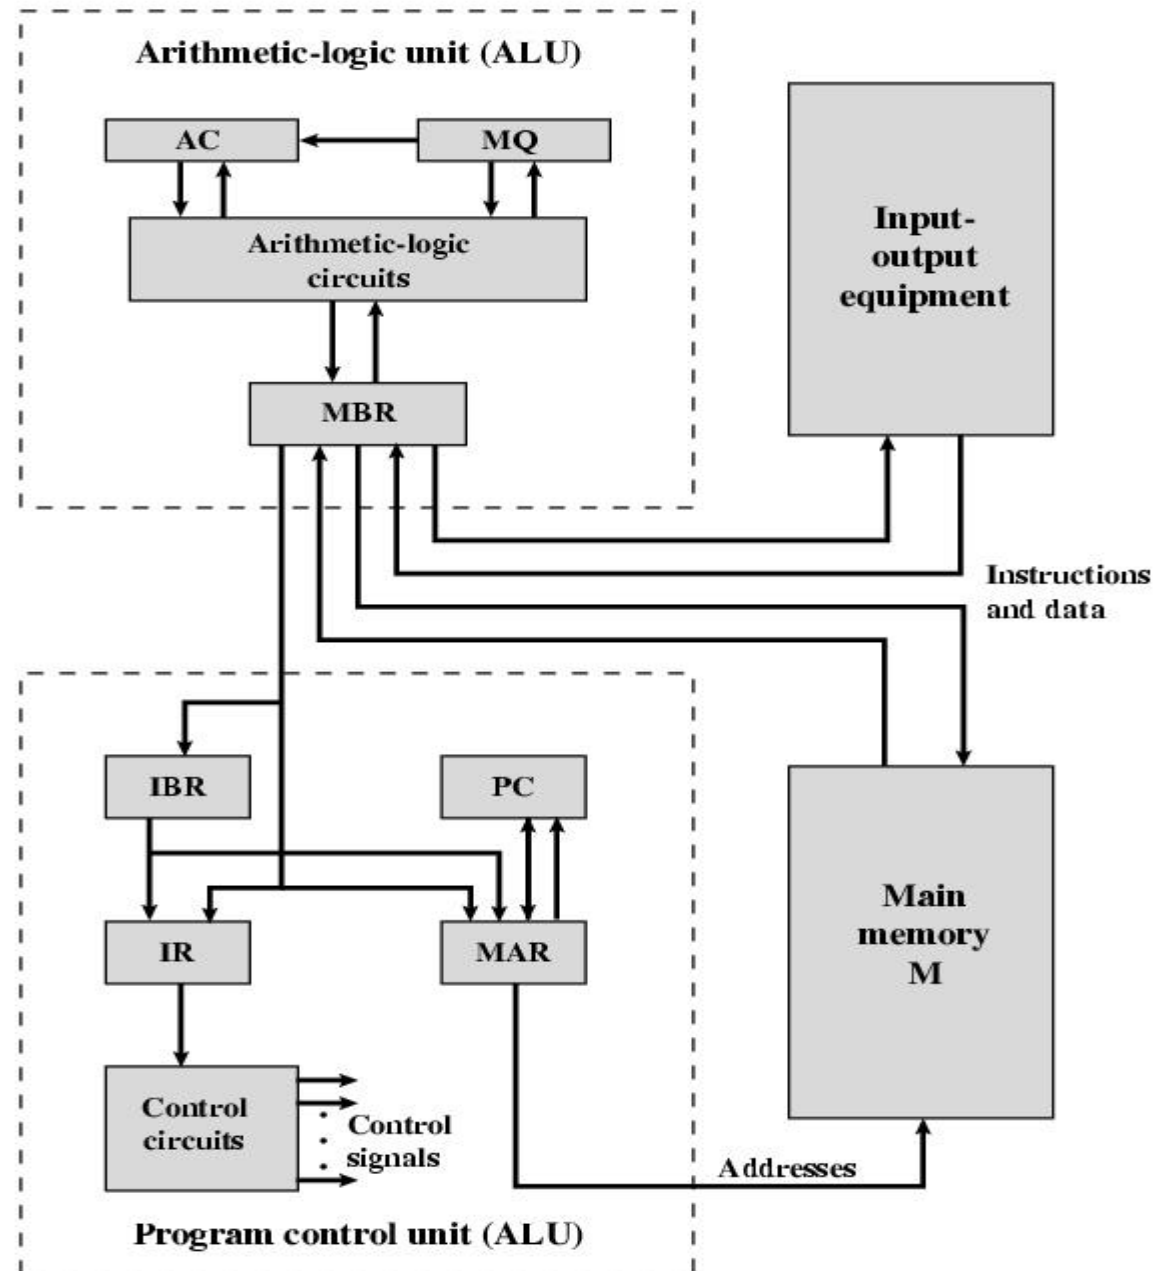 Arithmetic-logic unit (ALU)
AC
MQ
Arithmetic-logic
circuits
MBR
Input-
output
equipment
Instructions
and data
IBR
PC
IR
MAR
Main
memory
M
Control
circuits
Control
signals
Addresses
Program control unit (ALU)